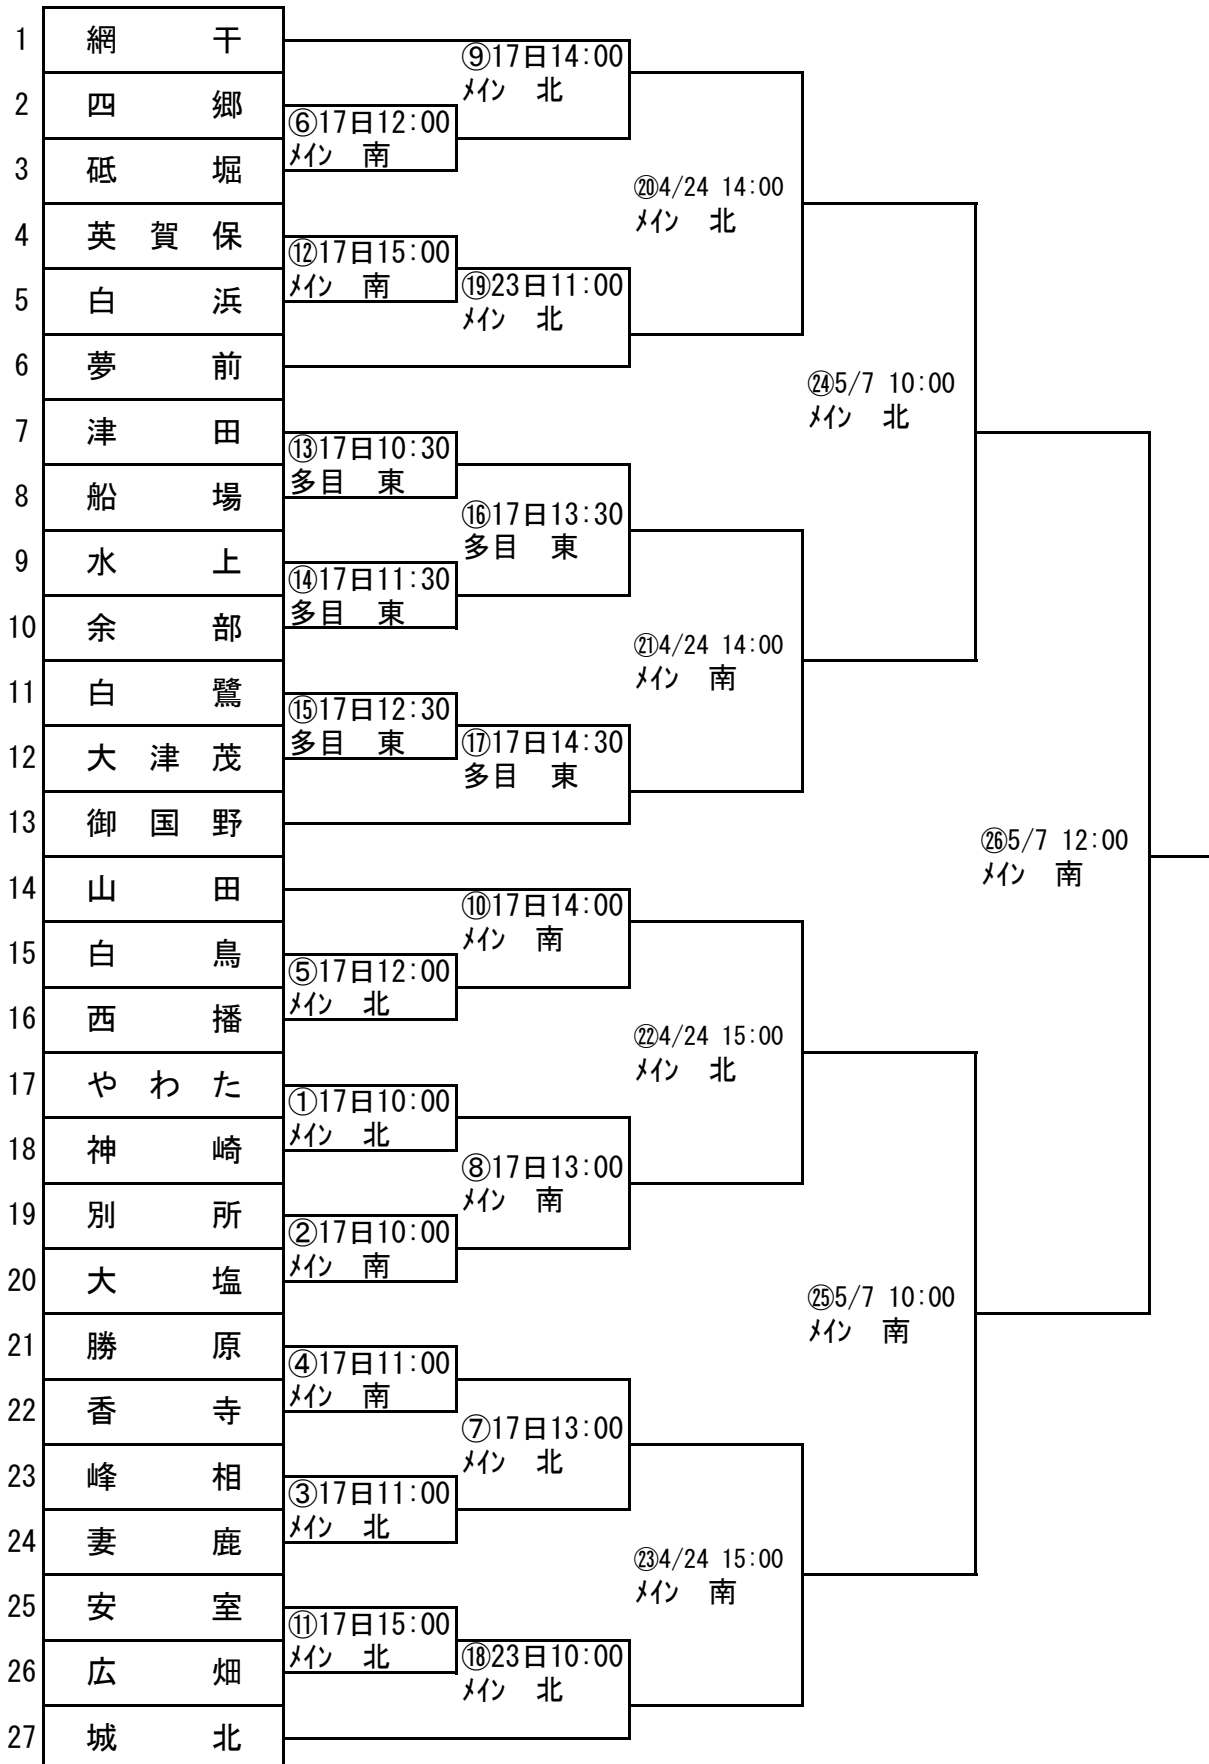 1 網 干
2 四 郷
3 砥 堀
4 英 賀 保
5 白 浜
6 夢 前
7 津 田
8 船 場
9 水 上
10 余 部
11 白 鷺
12 大 津 茂
13 御 国 野
14 山 田
15 白 鳥
16 西 播
17 や わ た
18 神 崎
19 別 所
20 大 塩
21 勝 原
22 香 寺
23 峰 相
24 妻 鹿
25 安 室
26 広 畑
27 城 北
⑥17日12:00
ﾒｲﾝ 南
⑫17日15:00
ﾒｲﾝ 南
⑬17日10:30
多目 東
⑭17日11:30
多目 東
⑮17日12:30
多目 東
⑤17日12:00
ﾒｲﾝ 北
①17日10:00
ﾒｲﾝ 北
②17日10:00
ﾒｲﾝ 南
④17日11:00
ﾒｲﾝ 南
③17日11:00
ﾒｲﾝ 北
⑪17日15:00
ﾒｲﾝ 北
⑨17日14:00
ﾒｲﾝ 北
⑲23日11:00
ﾒｲﾝ 北
⑯17日13:30
多目 東
⑰17日14:30
多目 東
⑩17日14:00
ﾒｲﾝ 南
⑧17日13:00
ﾒｲﾝ 南
⑦17日13:00
ﾒｲﾝ 北
⑱23日10:00
ﾒｲﾝ 北
⑳4/24 14:00
ﾒｲﾝ 北
㉑4/24 14:00
ﾒｲﾝ 南
㉒4/24 15:00
ﾒｲﾝ 北
㉓4/24 15:00
ﾒｲﾝ 南
㉔5/7 10:00
ﾒｲﾝ 北
㉕5/7 10:00
ﾒｲﾝ 南
㉖5/7 12:00
ﾒｲﾝ 南